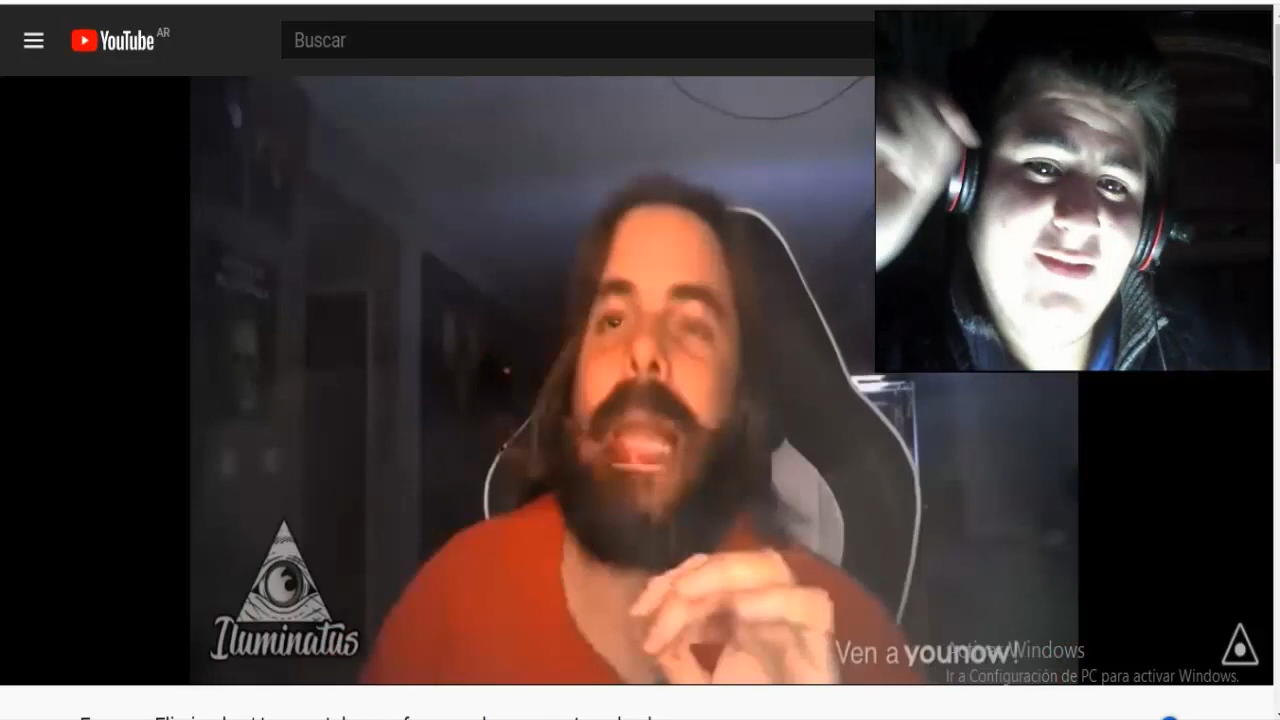 YouTube AR
Buscar
Iluminatus
Ven a younow!
Activar Windows
Ir a Configuración de PC para activar Windows.